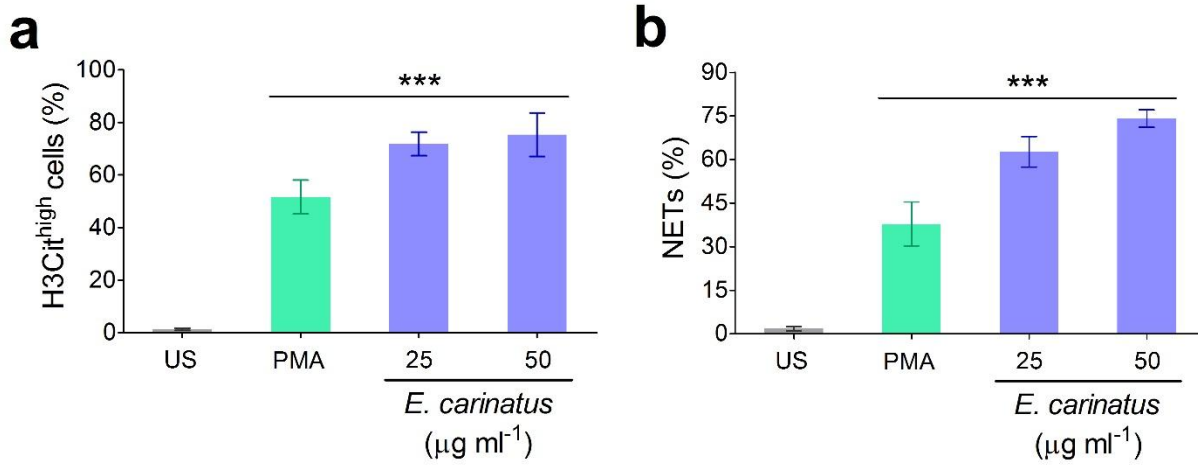 a
H3Cit^high cells (%)
100
80
60
40
20
0
***
US
PMA
25
50
E. carinatus
(μg ml⁻¹)
b
NETs (%)
90
75
60
45
30
15
0
***
US
PMA
25
50
E. carinatus
(μg ml⁻¹)